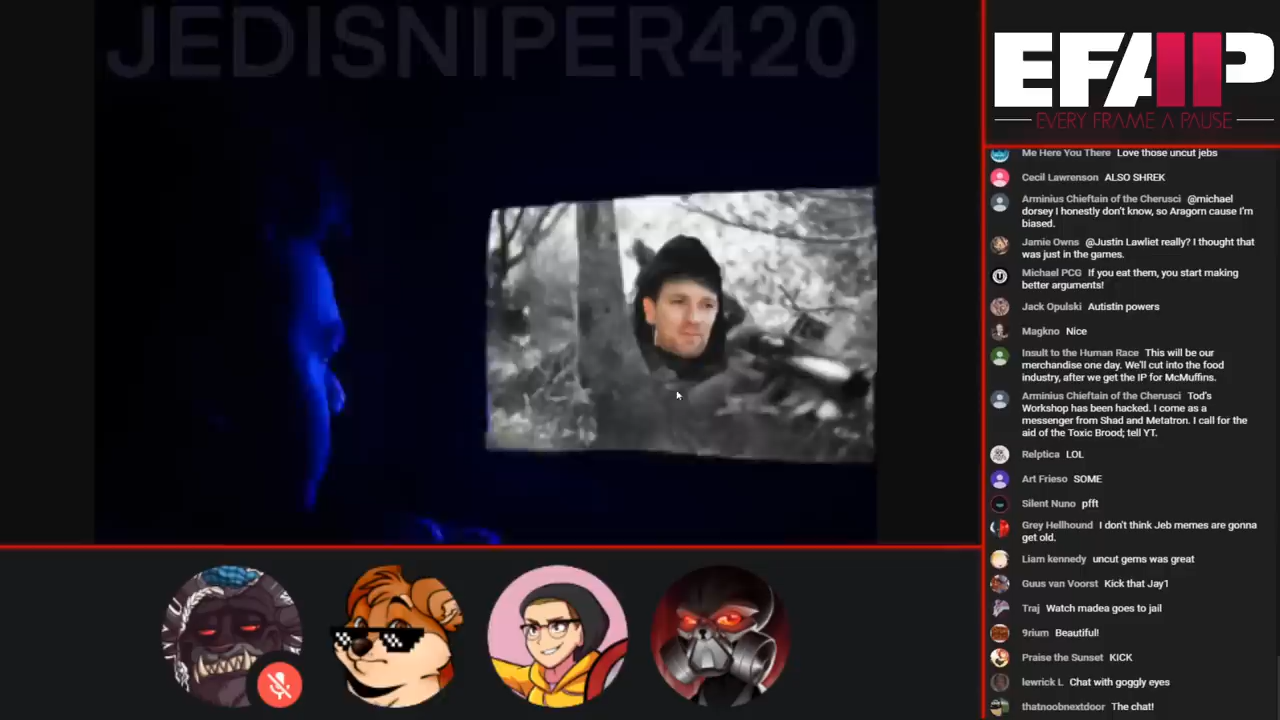 JEDISNIPER420
EFAP
EVERY FRAME A PAUSE
Me Here You There Love those uncut jebs
Cecil Lawrenson ALSO SHREK
Arminius Chieftain of the Cherusci @michael
dorsey I honestly don't know, so Aragorn cause I'm
biased.
Jamie Owns @Justin Lawliet really? I thought that
was just in the games.
Michael PCG If you eat them, you start making
better arguments!
Jack Opulski Autistin powers
Magkno Nice
Insult to the Human Race This will be our
merchandise one day. We'll cut into the food
industry, after we get the IP for McMuffins.
Arminius Chieftain of the Cherusci Tod's
Workshop has been hacked. I come as a
messenger from Shad and Metatron. I call for the
aid of the Toxic Brood; tell YT.
Relptica LOL
Art Frieso SOME
Silent Nuno pfft
Grey Hellhound I don't think Jeb memes are gonna
get old.
Liam kennedy uncut gems was great
Guus van Voorst Kick that Jay1
Traj Watch madea goes to jail
9rium Beautiful!
Praise the Sunset KICK
lewrick L Chat with goggly eyes
thatnoobnextdoor The chat!